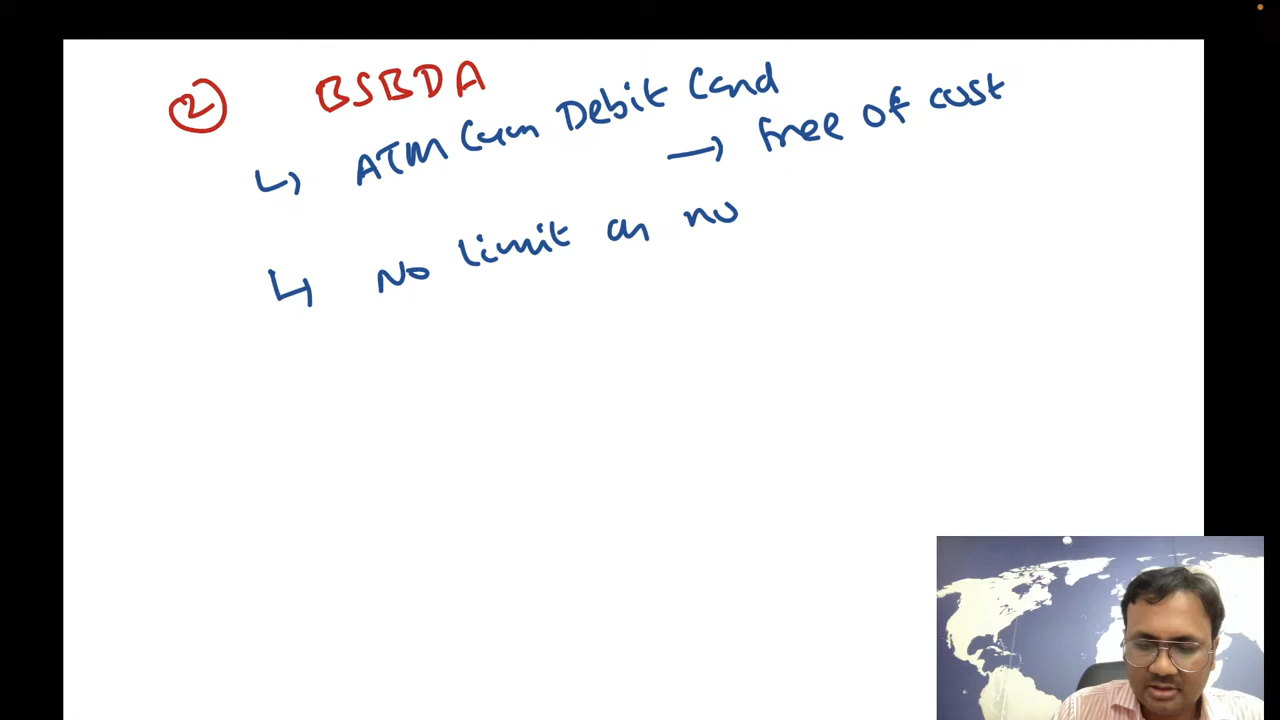 ② BSBDA
↳ ATM Cum Debit Card
→ free of cost
↳ No limit on no